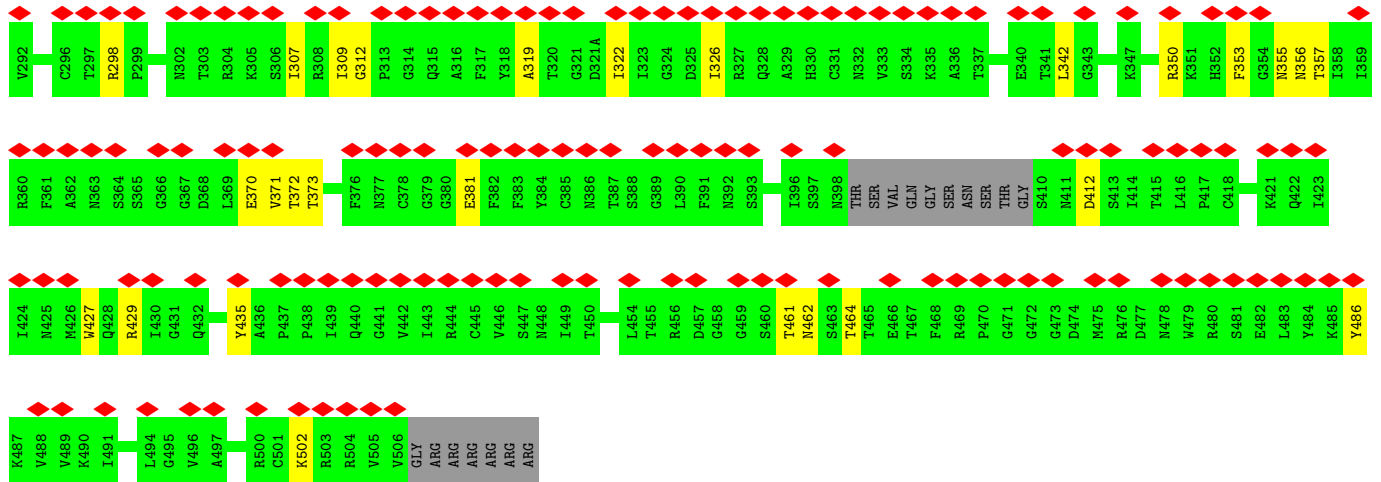 V292 C296 T297 R298 P299 N302 T303 R304 K305 S306 I307 R308 I309 G312 P313 G314 Q315 A316 F317 Y318 A319 T320 G321 D321A I322 I323 G324 D325 I326 R327 Q328 A329 H330 C331 N332 V333 S334 K335 A336 T337 E340 T341 L342 G343 K347 R350 K351 H352 F353 G354 N355 N356 T357 I358 I359
R360 F361 A362 N363 S364 S365 G366 G367 D368 L369 E370 V371 T372 T373 F376 N377 C378 G379 G380 E381 F382 F383 Y384 C385 N386 T387 S388 G389 L390 F391 N392 S393 I396 S397 N398 THR SER VAL GLN GLY SER ASN SER THR GLY S410 N411 D412 S413 I414 T415 L416 P417 C418 K421 Q422 I423
I424 N425 M426 W427 Q428 R429 I430 G431 Q432 Y435 A436 P437 P438 I439 Q440 G441 V442 I443 R444 C445 V446 S447 N448 I449 T450 L454 T455 R456 D457 G458 G459 S460 T461 N462 S463 T464 T465 E466 T467 F468 R469 P470 G471 G472 G473 D474 M475 R476 D477 N478 W479 R480 S481 E482 L483 Y484 K485 Y486
K487 V488 V489 K490 I491 L494 G495 V496 A497 R500 C501 K502 R503 R504 V505 V506 GLY ARG ARG ARG ARG ARG ARG